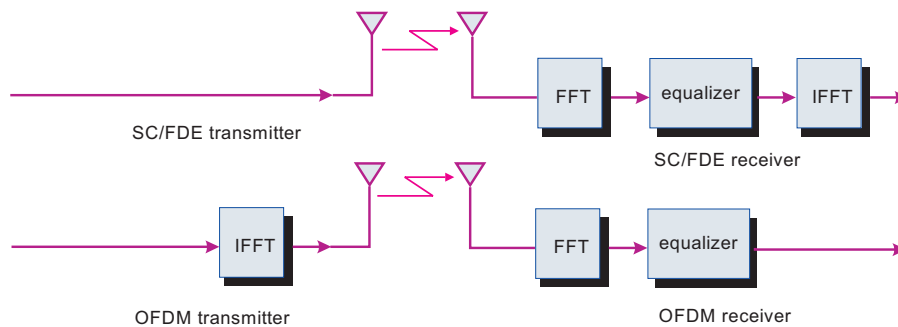 FFT
equalizer
IFFT
SC/FDE transmitter
SC/FDE receiver
IFFT
FFT
equalizer
OFDM transmitter
OFDM receiver